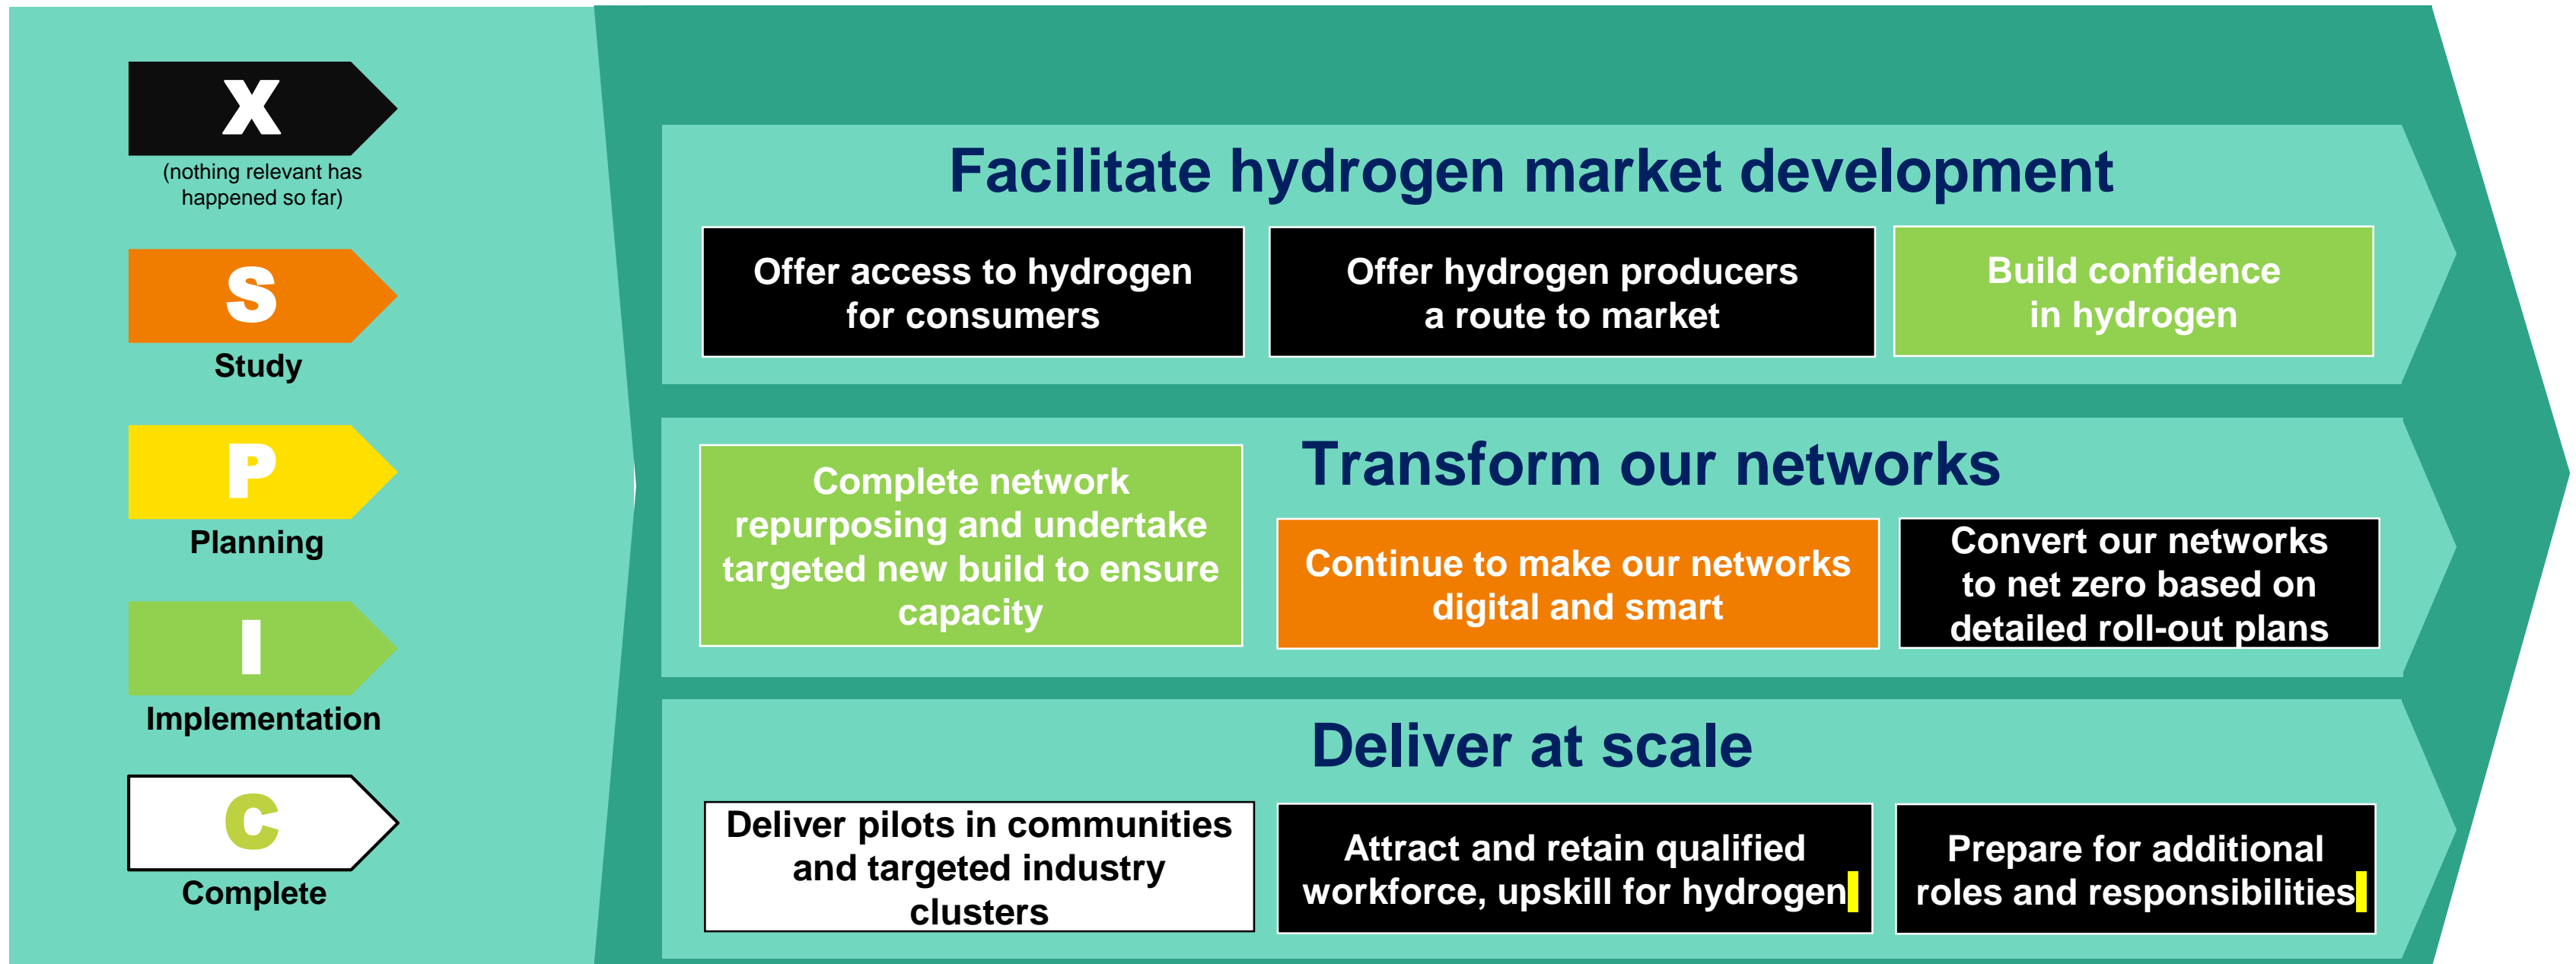 X
(nothing relevant has
happened so far)
S
Study
P
Planning
I
Implementation
C
Complete
Facilitate hydrogen market development
Offer access to hydrogen
for consumers
Offer hydrogen producers
a route to market
Build confidence
in hydrogen
Transform our networks
Complete network
repurposing and undertake
targeted new build to ensure
capacity
Continue to make our networks
digital and smart
Convert our networks
to net zero based on
detailed roll-out plans
Deliver at scale
Deliver pilots in communities
and targeted industry
clusters
Attract and retain qualified
workforce, upskill for hydrogen
Prepare for additional
roles and responsibilities